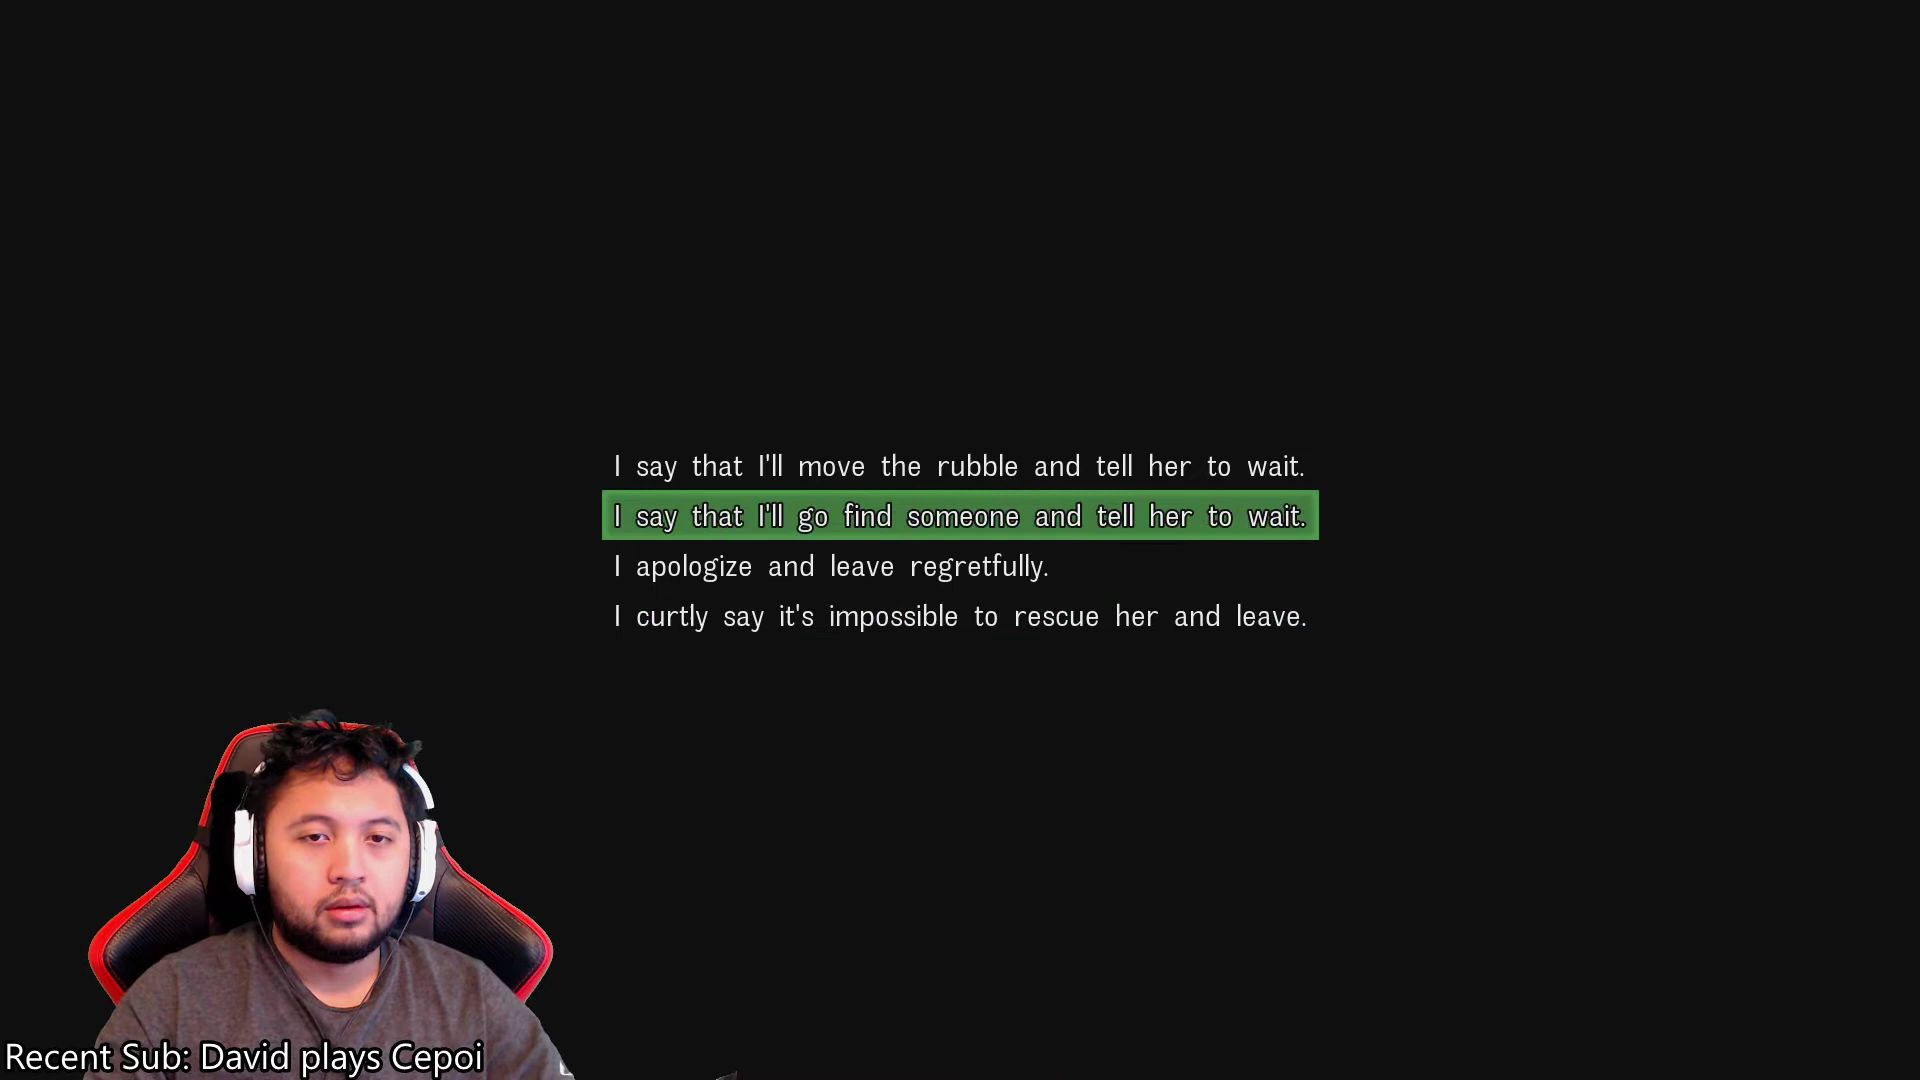 I say that I'll move the rubble and tell her to wait.
I say that I'll go find someone and tell her to wait.
I apologize and leave regretfully.
I curtly say it's impossible to rescue her and leave.
Recent Sub: David plays Cepoi